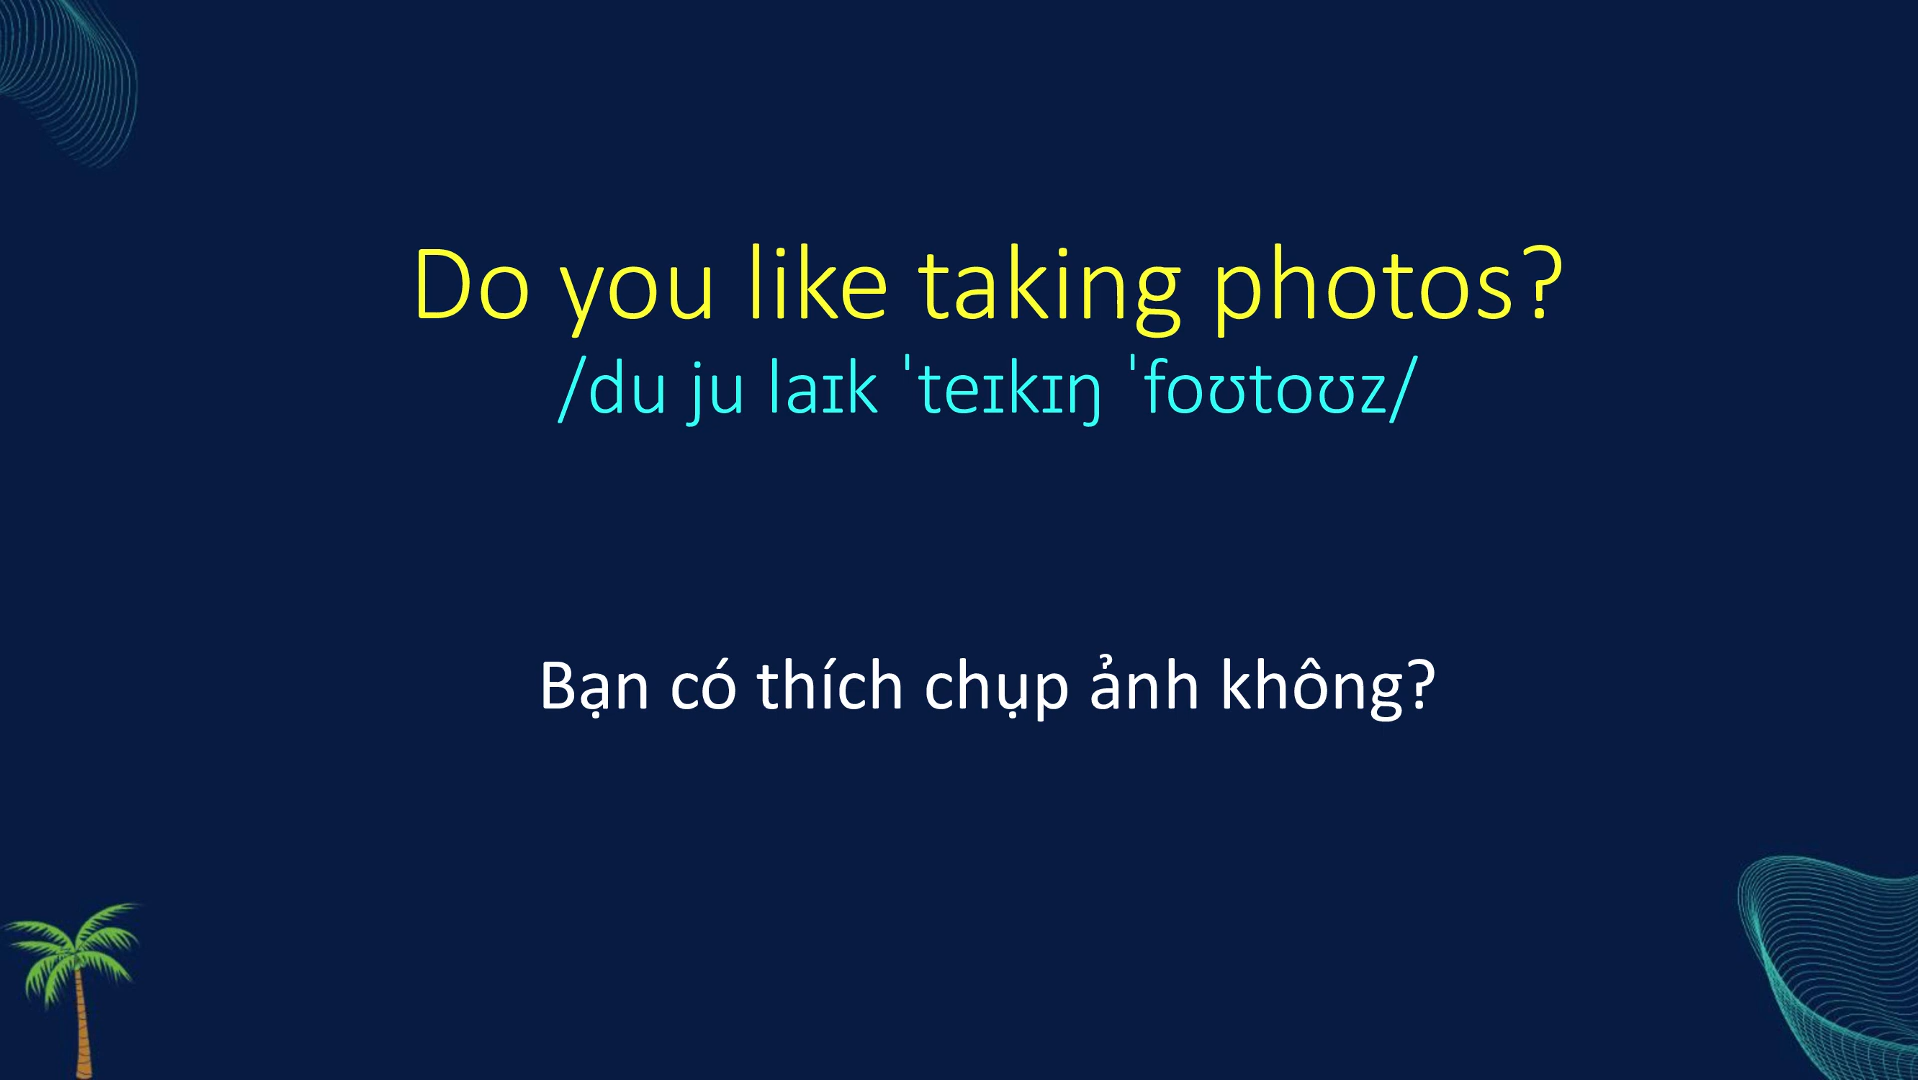 Do you like taking photos?
/du ju laɪk ˈteɪkɪŋ ˈfoʊtoʊz/
Bạn có thích chụp ảnh không?